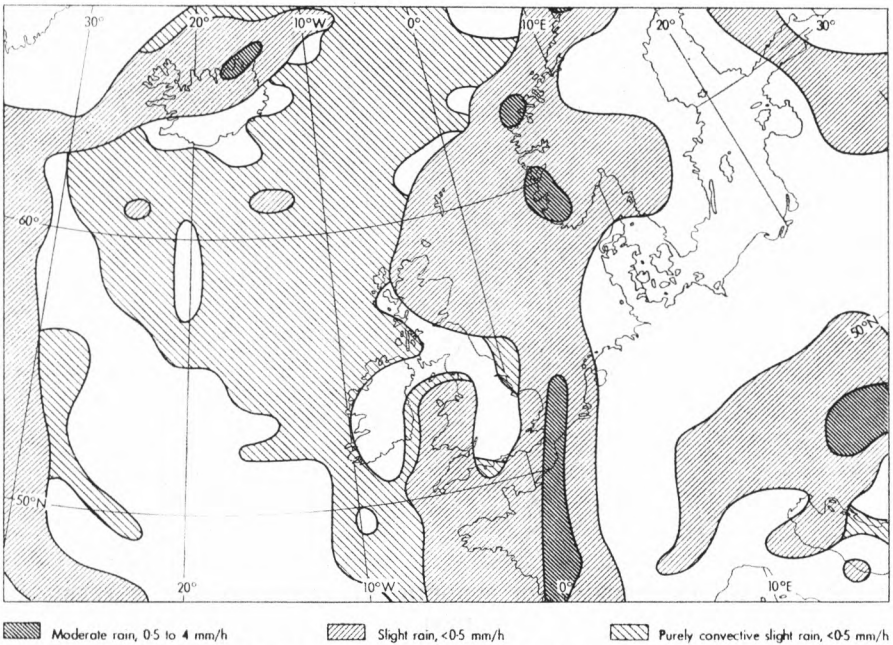 30° 20° 10°W 0° 10°E 20° 30°
60°
50°N
50°N
20° 10°W 0° 10°E
Moderate rain, 0·5 to 4 mm/h Slight rain, <0·5 mm/h Purely convective slight rain, <0·5 mm/h